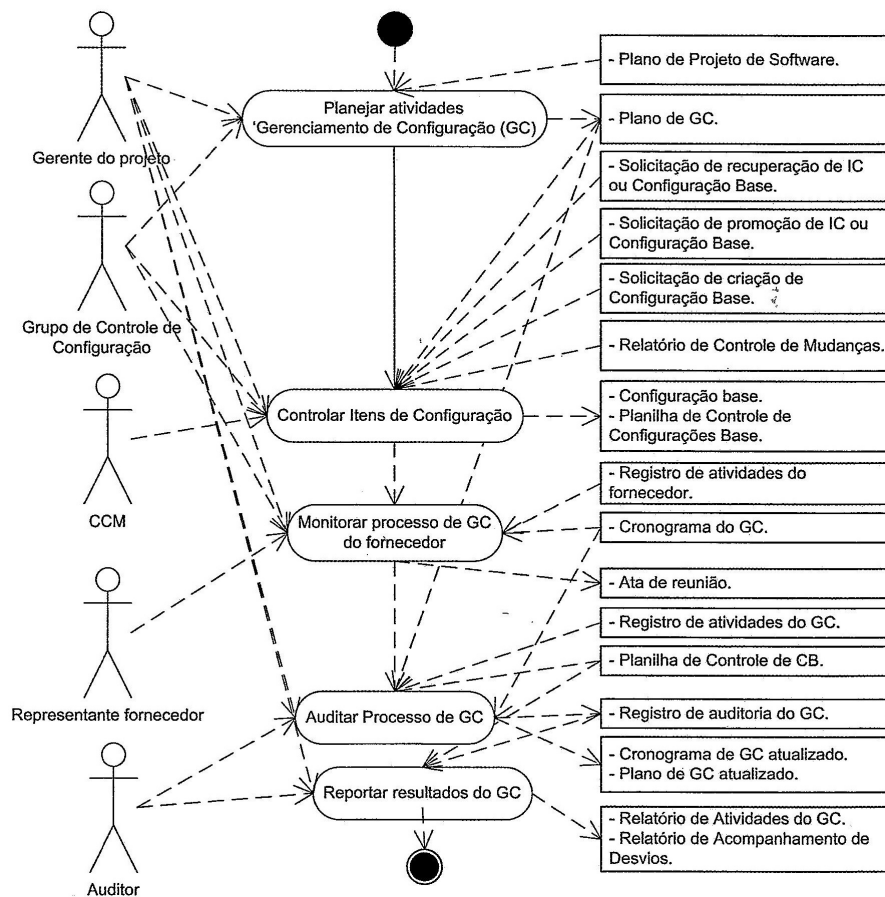 Gerente do projeto
Grupo de Controle de
Configuração
CCM
Representante fornecedor
Auditor
Planejar atividades
'Gerenciamento de Configuração (GC)
Controlar Itens de Configuração
Monitorar processo de GC
do fornecedor
Auditar Processo de GC
Reportar resultados do GC
- Plano de Projeto de Software.
- Plano de GC.
- Solicitação de recuperação de IC
ou Configuração Base.
- Solicitação de promoção de IC ou
Configuração Base.
- Solicitação de criação de
Configuração Base.
- Relatório de Controle de Mudanças.
- Configuração base.
- Planilha de Controle de
Configurações Base.
- Registro de atividades do
fornecedor.
- Cronograma do GC.
- Ata de reunião.
- Registro de atividades do GC.
- Planilha de Controle de CB.
- Registro de auditoria do GC.
- Cronograma de GC atualizado.
- Plano de GC atualizado.
- Relatório de Atividades do GC.
- Relatório de Acompanhamento de
Desvios.